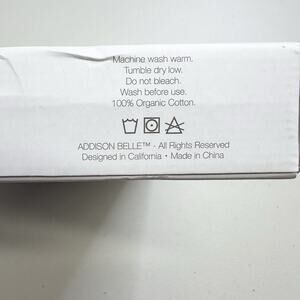 Machine wash warm.
Tumble dry low.
Do not bleach.
Wash before use.
100% Organic Cotton.
ADDISON BELLE™ - All Rights Reserved
Designed in California • Made in China